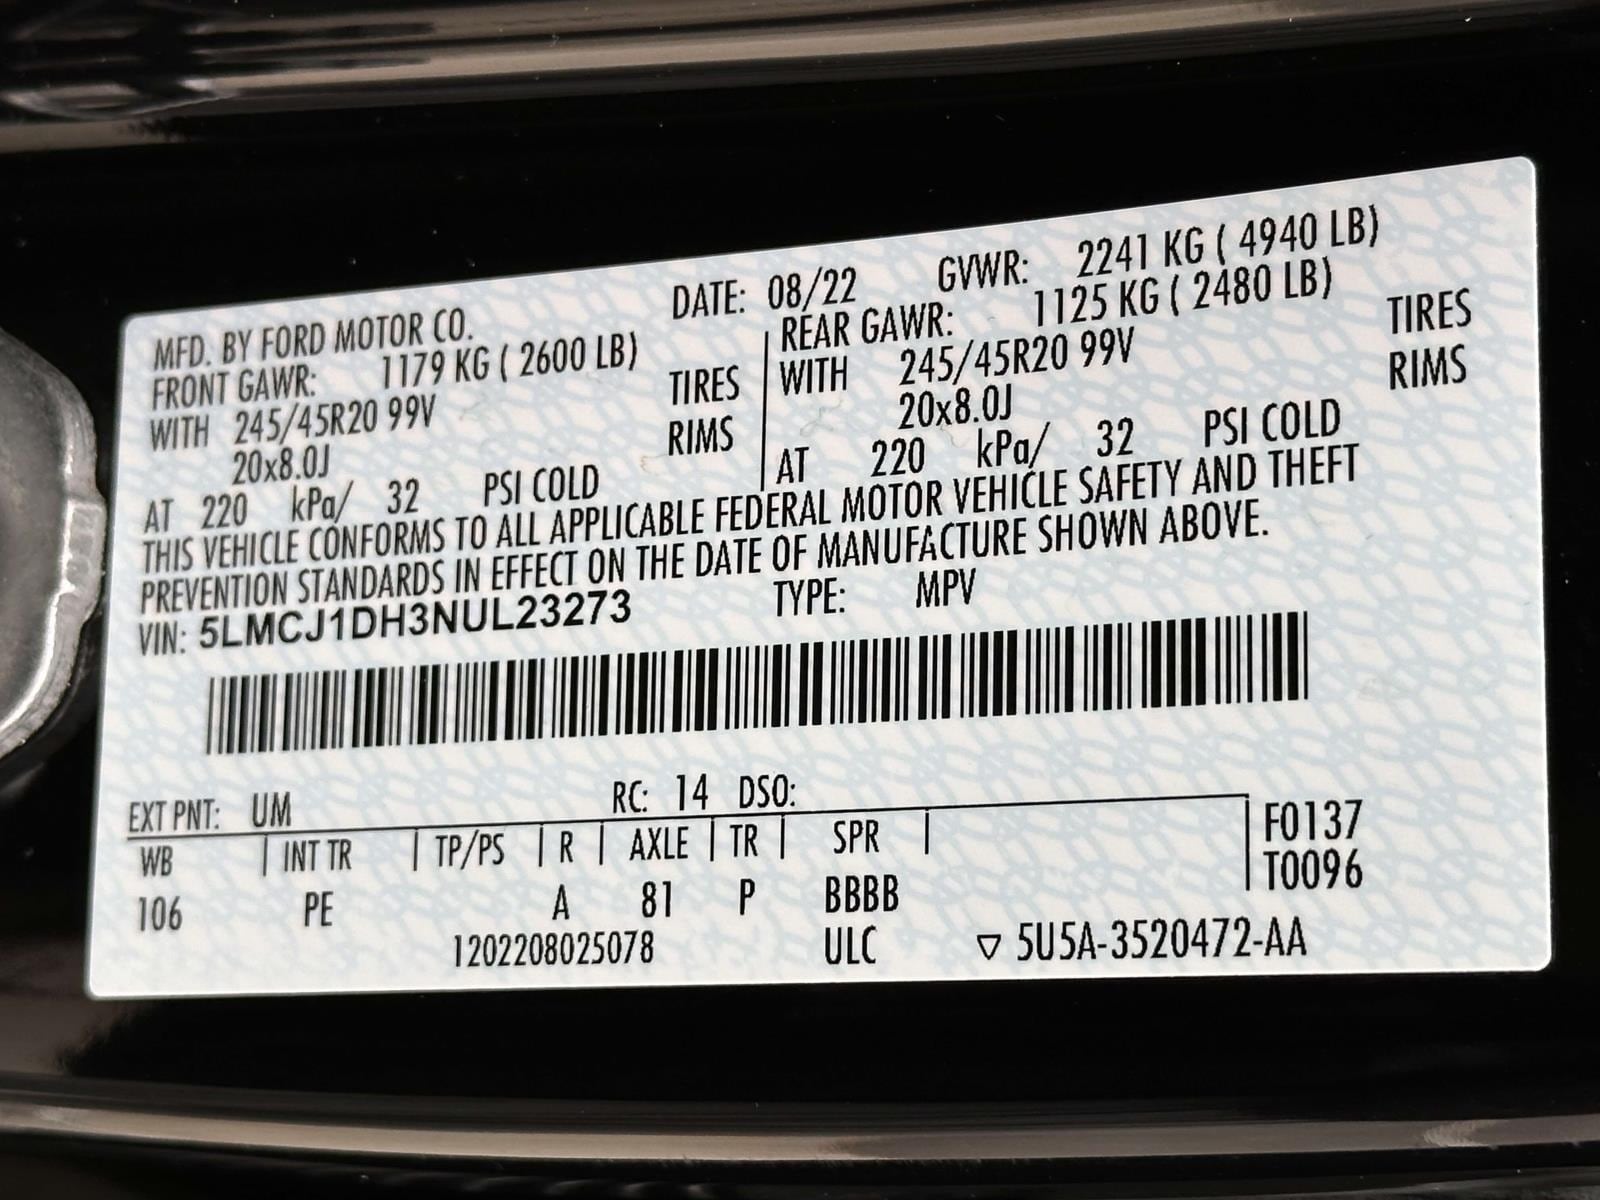 MFD. BY FORD MOTOR CO. DATE: 08/22 GVWR: 2241 KG ( 4940 LB)
FRONT GAWR: 1179 KG ( 2600 LB) REAR GAWR: 1125 KG ( 2480 LB)
WITH 245/45R20 99V TIRES WITH 245/45R20 99V TIRES
20x8.0J RIMS 20x8.0J RIMS
AT 220 kPa/ 32 PSI COLD AT 220 kPa/ 32 PSI COLD
THIS VEHICLE CONFORMS TO ALL APPLICABLE FEDERAL MOTOR VEHICLE SAFETY AND THEFT
PREVENTION STANDARDS IN EFFECT ON THE DATE OF MANUFACTURE SHOWN ABOVE.
VIN: 5LMCJ1DH3NUL23273 TYPE: MPV
EXT PNT: UM RC: 14 DSO:
WB INT TR TP/PS R AXLE TR SPR F0137
106 PE A 81 P BBBB T0096
1202208025078 ULC ▽ 5U5A-3520472-AA